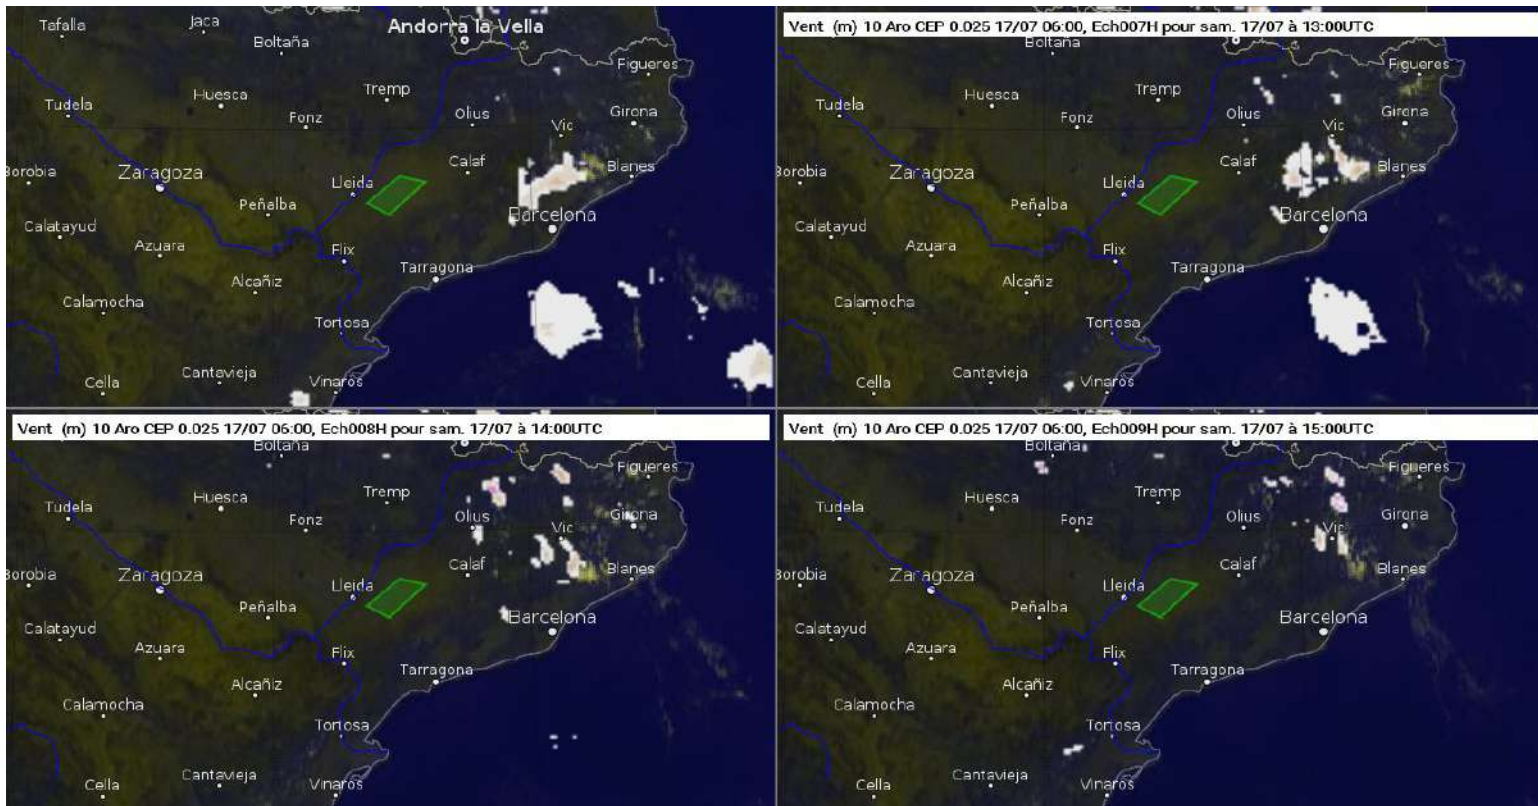 Jaca
Andorra la Vella
Tafalla
Boltaña
Figueres
Tremp
Huesca
Tudela
Olius
Girona
Fonz
Vic
Calaf
Blanes
Borobia
Zaragoza
Lleida
Peñalba
Barcelona
Calatayud
Azuara
Flix
Tarragona
Alcañiz
Calamocha
Tortosa
Cantavieja
Cella
Vinaròs
Vent (m) 10 Aro CEP 0.025 17/07 06:00, Ech007H pour sam. 17/07 à 13:00UTC
Boltaña
Figueres
Tremp
Huesca
Tudela
Olius
Girona
Fonz
Vic
Calaf
Blanes
Borobia
Zaragoza
Lleida
Peñalba
Barcelona
Calatayud
Azuara
Flix
Tarragona
Alcañiz
Calamocha
Tortosa
Cantavieja
Cella
Vinaròs
Vent (m) 10 Aro CEP 0.025 17/07 06:00, Ech008H pour sam. 17/07 à 14:00UTC
Boltaña
Figueres
Tremp
Huesca
Tudela
Olius
Girona
Fonz
Vic
Calaf
Blanes
Borobia
Zaragoza
Lleida
Peñalba
Barcelona
Calatayud
Azuara
Flix
Tarragona
Alcañiz
Calamocha
Tortosa
Cantavieja
Cella
Vinaròs
Vent (m) 10 Aro CEP 0.025 17/07 06:00, Ech009H pour sam. 17/07 à 15:00UTC
Boltaña
Figueres
Tremp
Huesca
Tudela
Olius
Girona
Fonz
Vic
Calaf
Blanes
Borobia
Zaragoza
Lleida
Peñalba
Barcelona
Calatayud
Azuara
Flix
Tarragona
Alcañiz
Calamocha
Tortosa
Cantavieja
Cella
Vinaròs